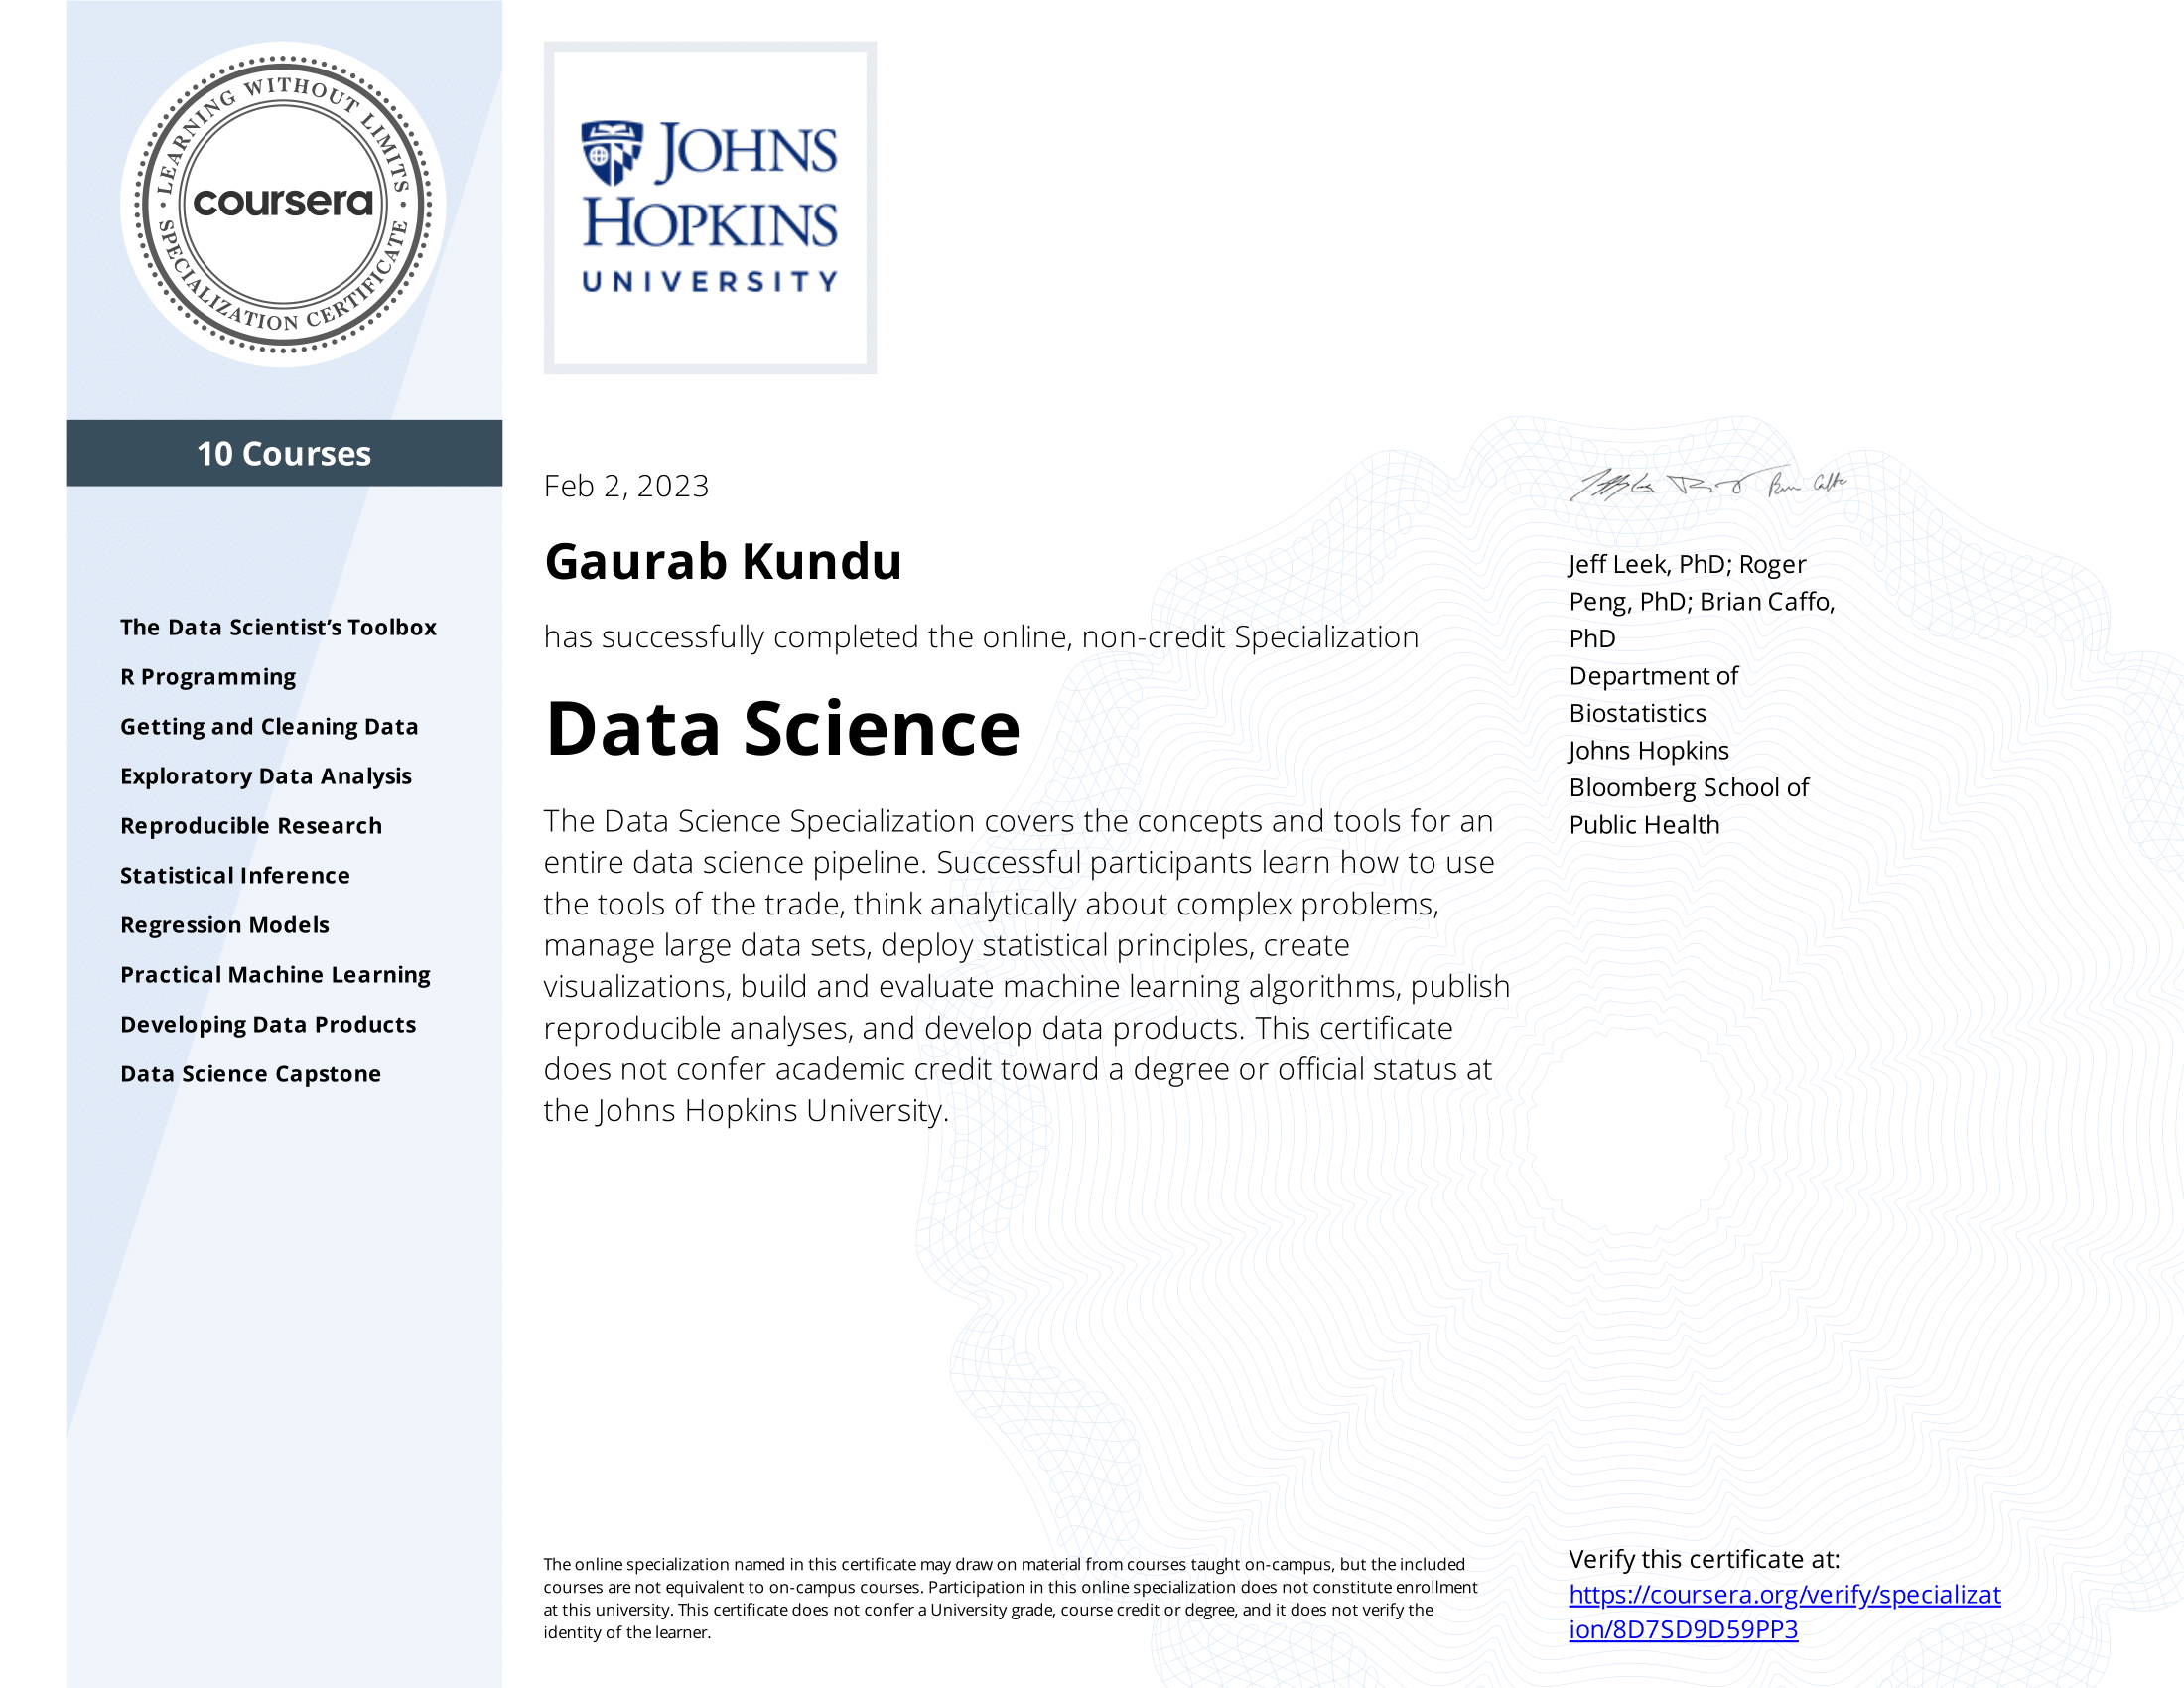 LEARNING WITHOUT LIMITS
coursera
SPECIALIZATION CERTIFICATE
JOHNS
HOPKINS
UNIVERSITY
10 Courses
The Data Scientist’s Toolbox
R Programming
Getting and Cleaning Data
Exploratory Data Analysis
Reproducible Research
Statistical Inference
Regression Models
Practical Machine Learning
Developing Data Products
Data Science Capstone
Feb 2, 2023
Gaurab Kundu
has successfully completed the online, non-credit Specialization
Data Science
The Data Science Specialization covers the concepts and tools for an
entire data science pipeline. Successful participants learn how to use
the tools of the trade, think analytically about complex problems,
manage large data sets, deploy statistical principles, create
visualizations, build and evaluate machine learning algorithms, publish
reproducible analyses, and develop data products. This certificate
does not confer academic credit toward a degree or official status at
the Johns Hopkins University.
Jeff Leek, PhD; Roger
Peng, PhD; Brian Caffo,
PhD
Department of
Biostatistics
Johns Hopkins
Bloomberg School of
Public Health
The online specialization named in this certificate may draw on material from courses taught on-campus, but the included
courses are not equivalent to on-campus courses. Participation in this online specialization does not constitute enrollment
at this university. This certificate does not confer a University grade, course credit or degree, and it does not verify the
identity of the learner.
Verify this certificate at:
https://coursera.org/verify/specializat
ion/8D7SD9D59PP3